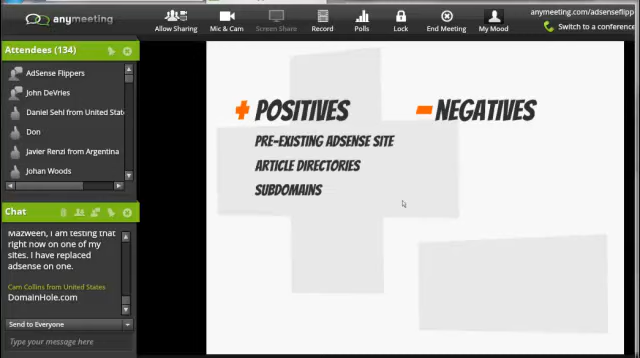 anymeeting
Allow Sharing
Mic & Cam
Screen Share
Record
Polls
Lock
End Meeting
My Mood
anymeeting.com/adsenseflipp
Switch to a conference
Attendees (134)
AdSense Flippers
John DeVries
Daniel Sehl from United Stat
Don
Javier Renzi from Argentina
Johan Woods
Chat
Mazween, I am testing that
right now on one of my
sites. I have replaced
adsense on one.
Cam Collins from United States
DomainHole.com
Send to Everyone
Type your message here
+ POSITIVES
PRE-EXISTING ADSENSE SITE
ARTICLE DIRECTORIES
SUBDOMAINS
- NEGATIVES